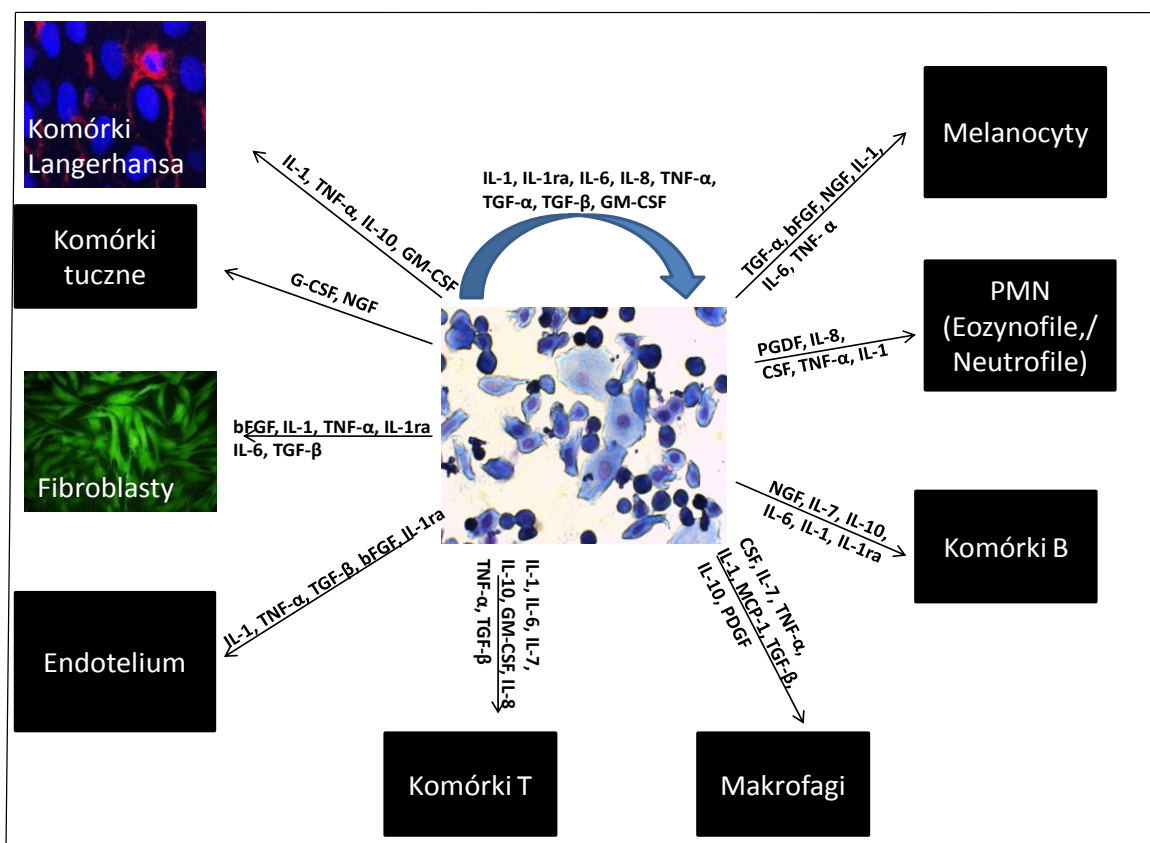 Komórki
Langerhansa
IL-1, TNF-α, IL-10, GM-CSF
Komórki
tuczne
G-CSF, NGF
IL-1, IL-1ra, IL-6, IL-8, TNF-α,
TGF-α, TGF-β, GM-CSF
Melanocyty
TGF-α, bFGF, NGF, IL-1,
IL-6, TNF- α
PMN
(Eozynofile,/
Neutrofile)
PGDF, IL-8,
CSF, TNF-α, IL-1
Fibroblasty
bFGF, IL-1, TNF-α, IL-1ra
IL-6, TGF-β
Komórki B
NGF, IL-7, IL-10,
IL-6, IL-1, IL-1ra
Endotelium
IL-1, TNF-α, TGF-β, bFGF, IL-1ra
Komórki T
IL-1, IL-6, IL-7,
IL-10, GM-CSF, IL-8
TNF-α, TGF-β
Makrofagi
CSF, IL-7, TNF-α,
IL-1, MCP-1, TGF-β,
IL-10, PDGF